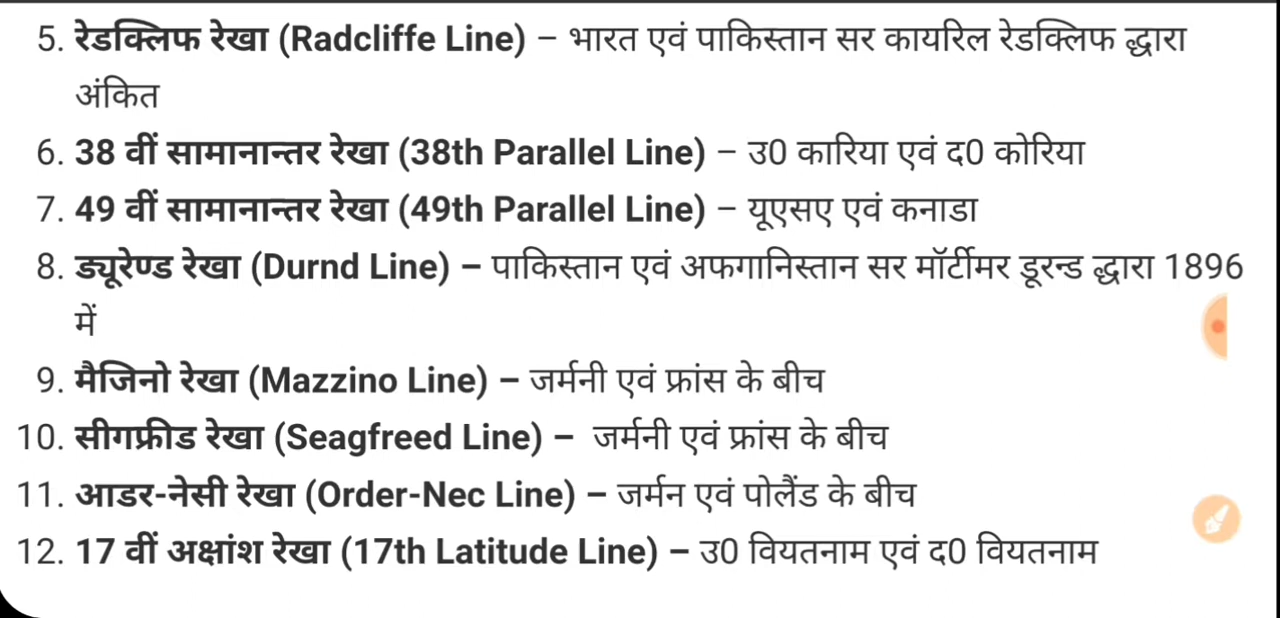 5. रेडक्लिफ रेखा (Radcliffe Line) – भारत एवं पाकिस्तान सर कायरिल रेडक्लिफ द्धारा
अंकित
6. 38 वीं सामानान्तर रेखा (38th Parallel Line) – उ0 कारिया एवं द0 कोरिया
7. 49 वीं सामानान्तर रेखा (49th Parallel Line) – यूएसए एवं कनाडा
8. ड्यूरेण्ड रेखा (Durnd Line) – पाकिस्तान एवं अफगानिस्तान सर मॉर्टीमर डूरन्ड द्धारा 1896
में
9. मैजिनो रेखा (Mazzino Line) – जर्मनी एवं फ्रांस के बीच
10. सीगफ्रीड रेखा (Seagfreed Line) – जर्मनी एवं फ्रांस के बीच
11. आडर-नेसी रेखा (Order-Nec Line) – जर्मन एवं पोलैंड के बीच
12. 17 वीं अक्षांश रेखा (17th Latitude Line) – उ0 वियतनाम एवं द0 वियतनाम